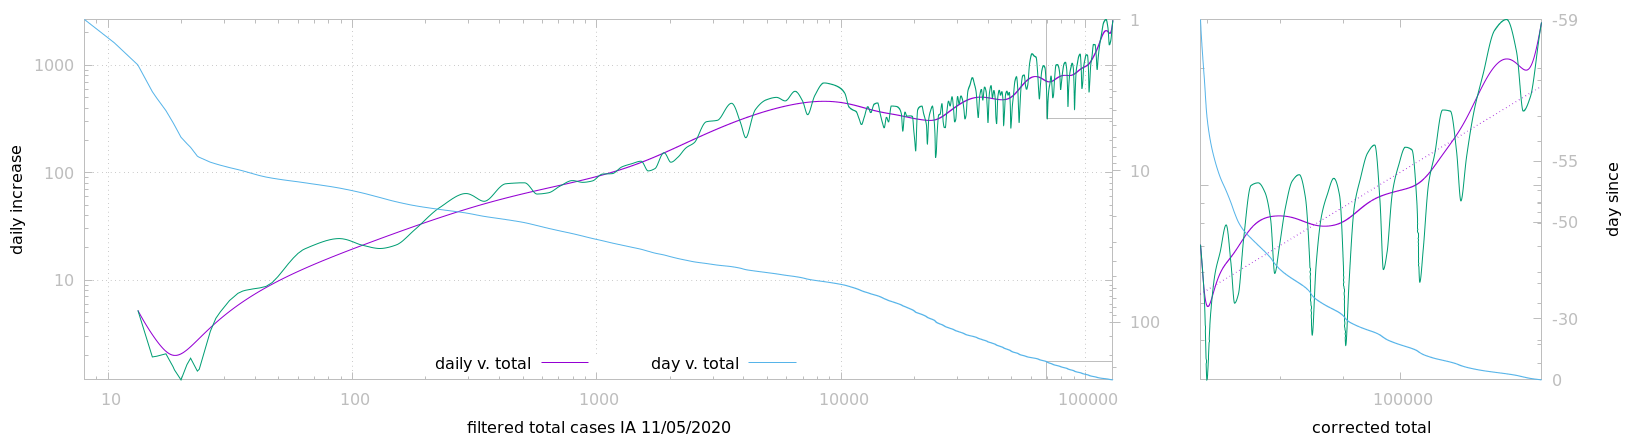 daily increase
1000
100
10
10
100
1000
10000
100000
1
10
100
daily v. total
day v. total
filtered total cases IA 11/05/2020
100000
corrected total
-59
-55
-50
-30
0
day since